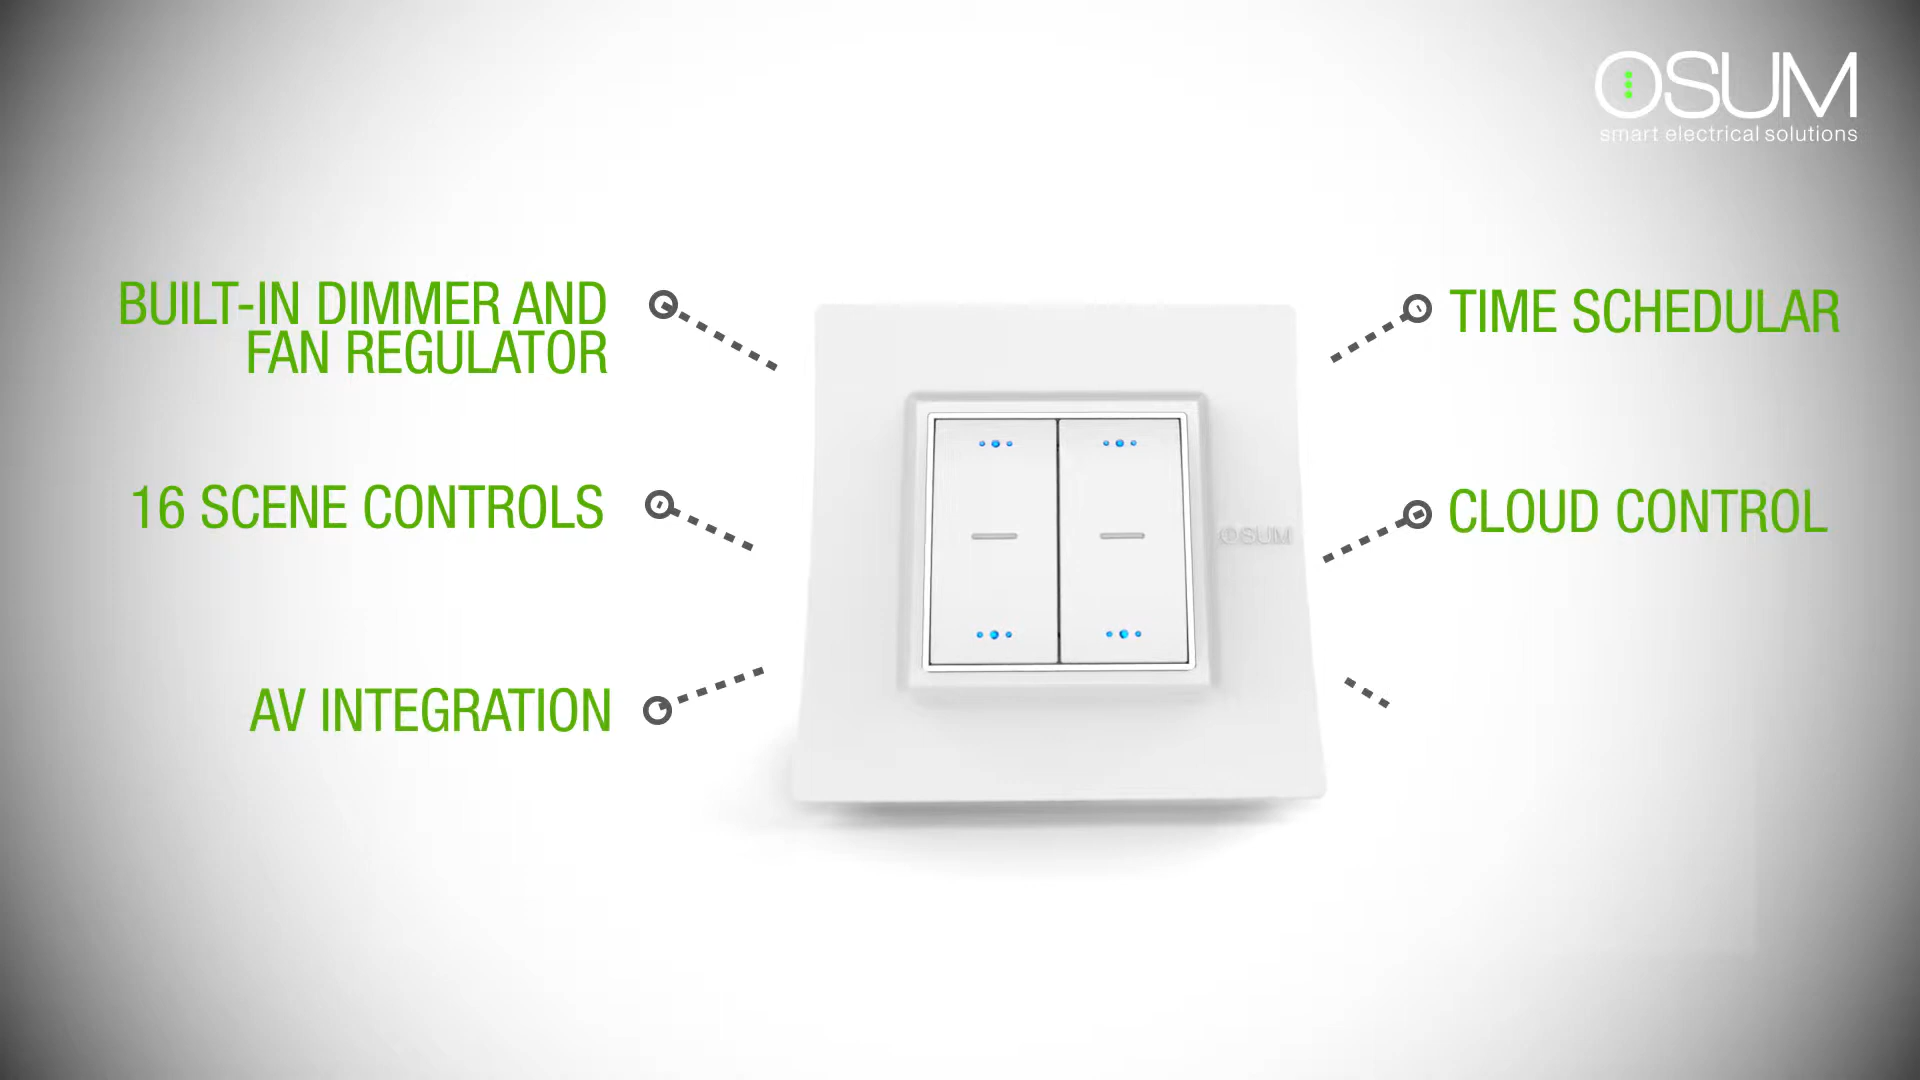 OSUM
smart electrical solutions
BUILT-IN DIMMER AND
FAN REGULATOR
TIME SCHEDULAR
16 SCENE CONTROLS
CLOUD CONTROL
OSUM
AV INTEGRATION